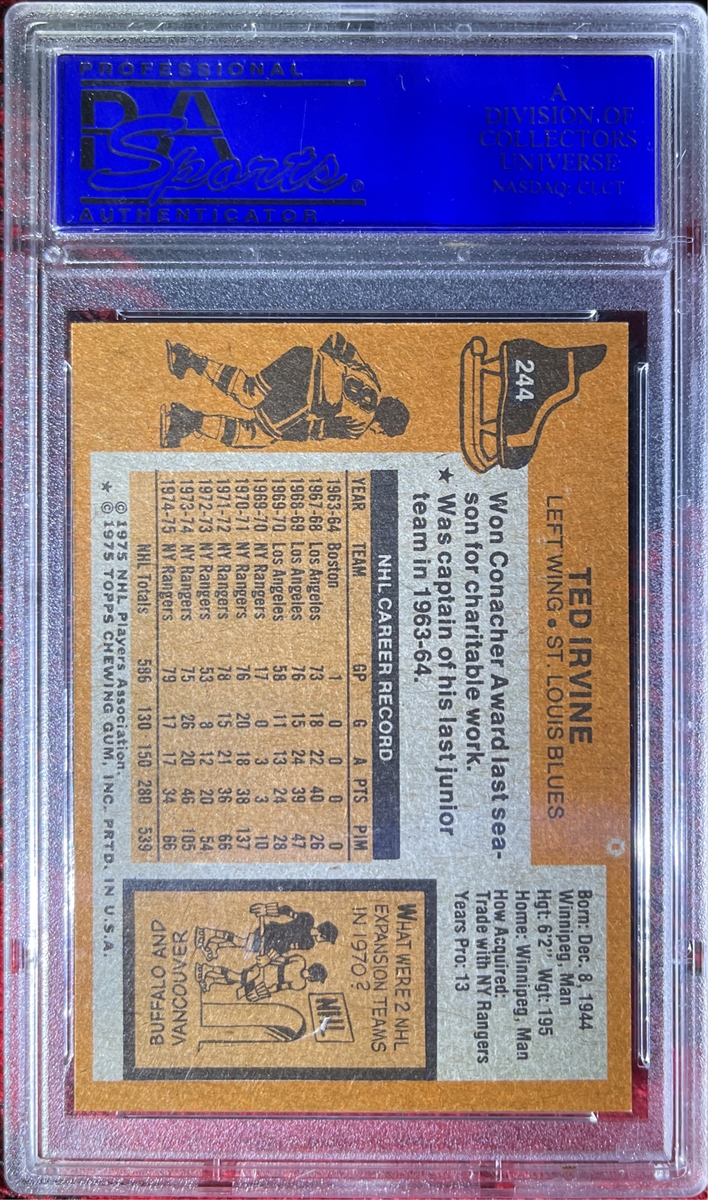 PROFESSIONAL
PSA
Sports®
AUTHENTICATOR
A
DIVISION OF
COLLECTORS
UNIVERSE
NASDAQ: CLCT
244
TED IRVINE
LEFT WING • ST. LOUIS BLUES
Won Conacher Award last sea-
son for charitable work.
★ Was captain of his last junior
team in 1963-64.
Born: Dec. 8, 1944
Winnipeg, Man
Hgt: 6'2" Wgt: 195
Home: Winnipeg, Man
How Acquired:
Trade with NY Rangers
Years Pro: 13
NHL CAREER RECORD
YEAR TEAM GP G A PTS PIM
1963-64 Boston 1 0 0 0 0
1967-68 Los Angeles 73 18 22 40 26
1968-69 Los Angeles 76 15 24 39 47
1969-70 Los Angeles 58 11 13 24 28
1969-70 NY Rangers 17 0 3 3 10
1970-71 NY Rangers 76 20 18 38 137
1971-72 NY Rangers 78 15 21 36 66
1972-73 NY Rangers 53 8 12 20 54
1973-74 NY Rangers 75 26 20 46 105
1974-75 NY Rangers 79 17 17 34 66
NHL Totals 586 130 150 280 539
WHAT WERE 2 NHL
EXPANSION TEAMS
IN 1970?
NHL
BUFFALO AND
VANCOUVER
© 1975 NHL Players Association.
★ © 1975 TOPPS CHEWING GUM, INC. PRTD. IN U.S.A.